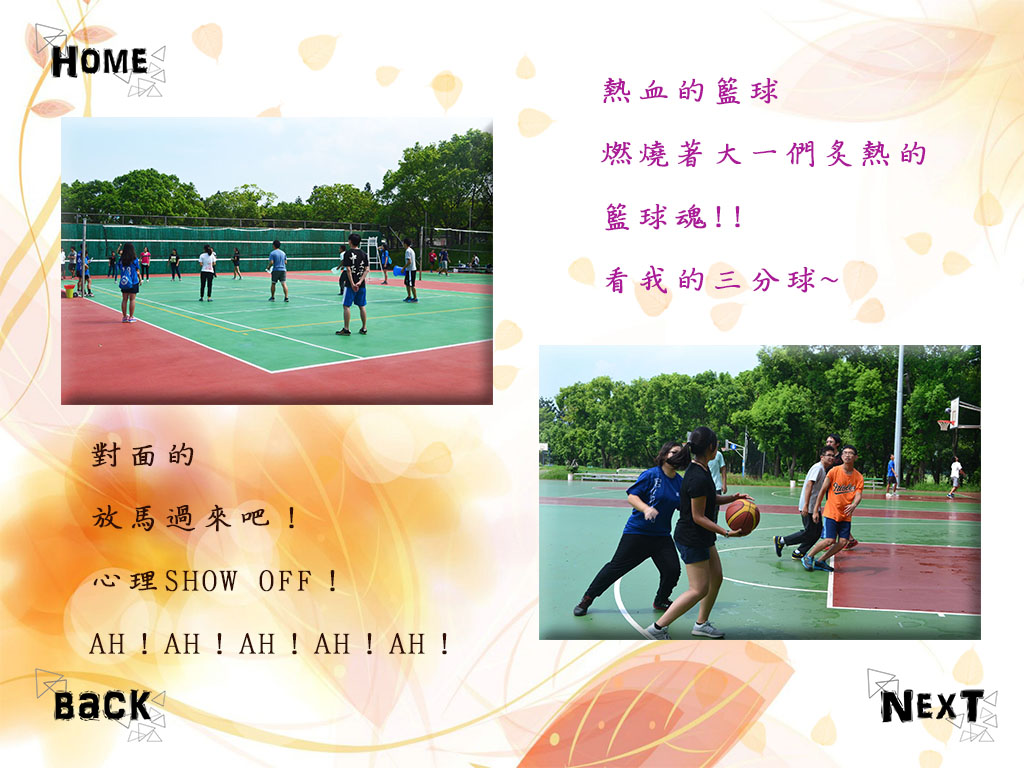 HOME
熱血的籃球
燃燒著大一們炙熱的
籃球魂!!
看我的三分球~
對面的
放馬過來吧！
心理SHOW OFF！
AH！AH！AH！AH！AH！
BACK
NEXT